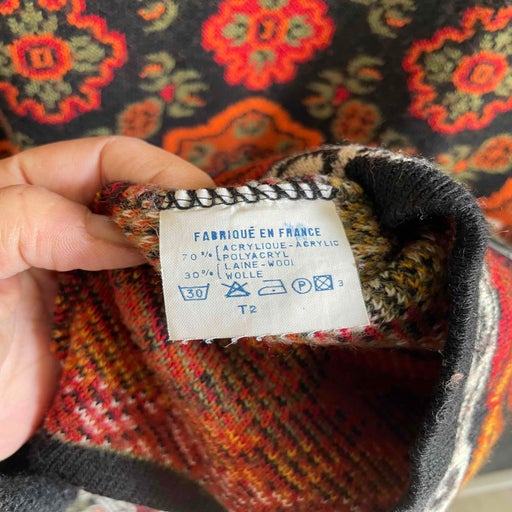 FABRIQUÉ EN FRANCE
70% ACRYLIQUE-ACRYLIC
POLYACRYL
30% LAINE-WOOL
WOLLE
30 P 3
T2